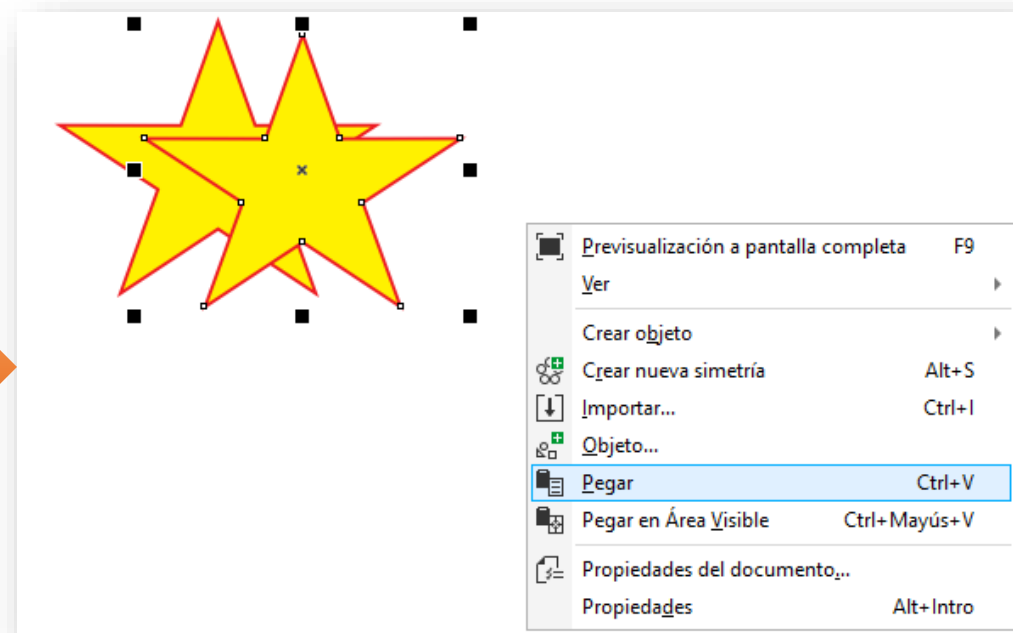 Previsualización a pantalla completa F9
Ver
Crear objeto
Crear nueva simetría Alt+S
Importar... Ctrl+I
Objeto...
Pegar Ctrl+V
Pegar en Área Visible Ctrl+Mayús+V
Propiedades del documento...
Propiedades Alt+Intro